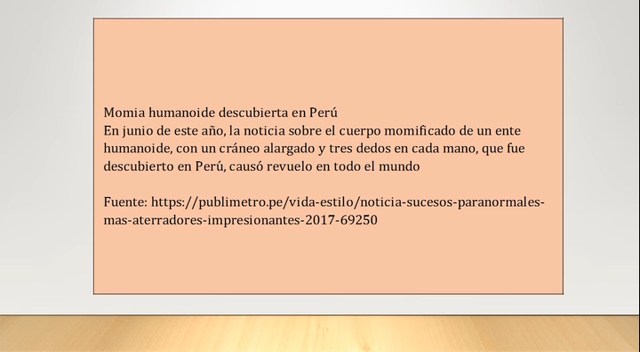 Momia humanoide descubierta en Perú
En junio de este año, la noticia sobre el cuerpo momificado de un ente
humanoide, con un cráneo alargado y tres dedos en cada mano, que fue
descubierto en Perú, causó revuelo en todo el mundo
Fuente: https://publimetro.pe/vida-estilo/noticia-sucesos-paranormales-
mas-aterradores-impresionantes-2017-69250